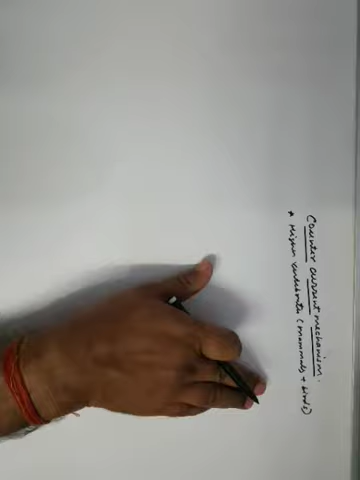 Counter current mechanism.
* Higher vertebrates (mammals + birds)